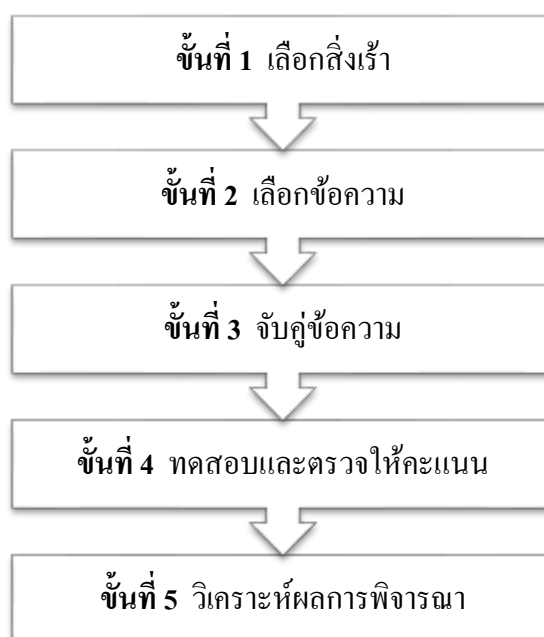 ขั้นที่ 1 เลือกสิ่งเร้า
ขั้นที่ 2 เลือกข้อความ
ขั้นที่ 3 จับคู่ข้อความ
ขั้นที่ 4 ทดสอบและตรวจให้คะแนน
ขั้นที่ 5 วิเคราะห์ผลการพิจารณา